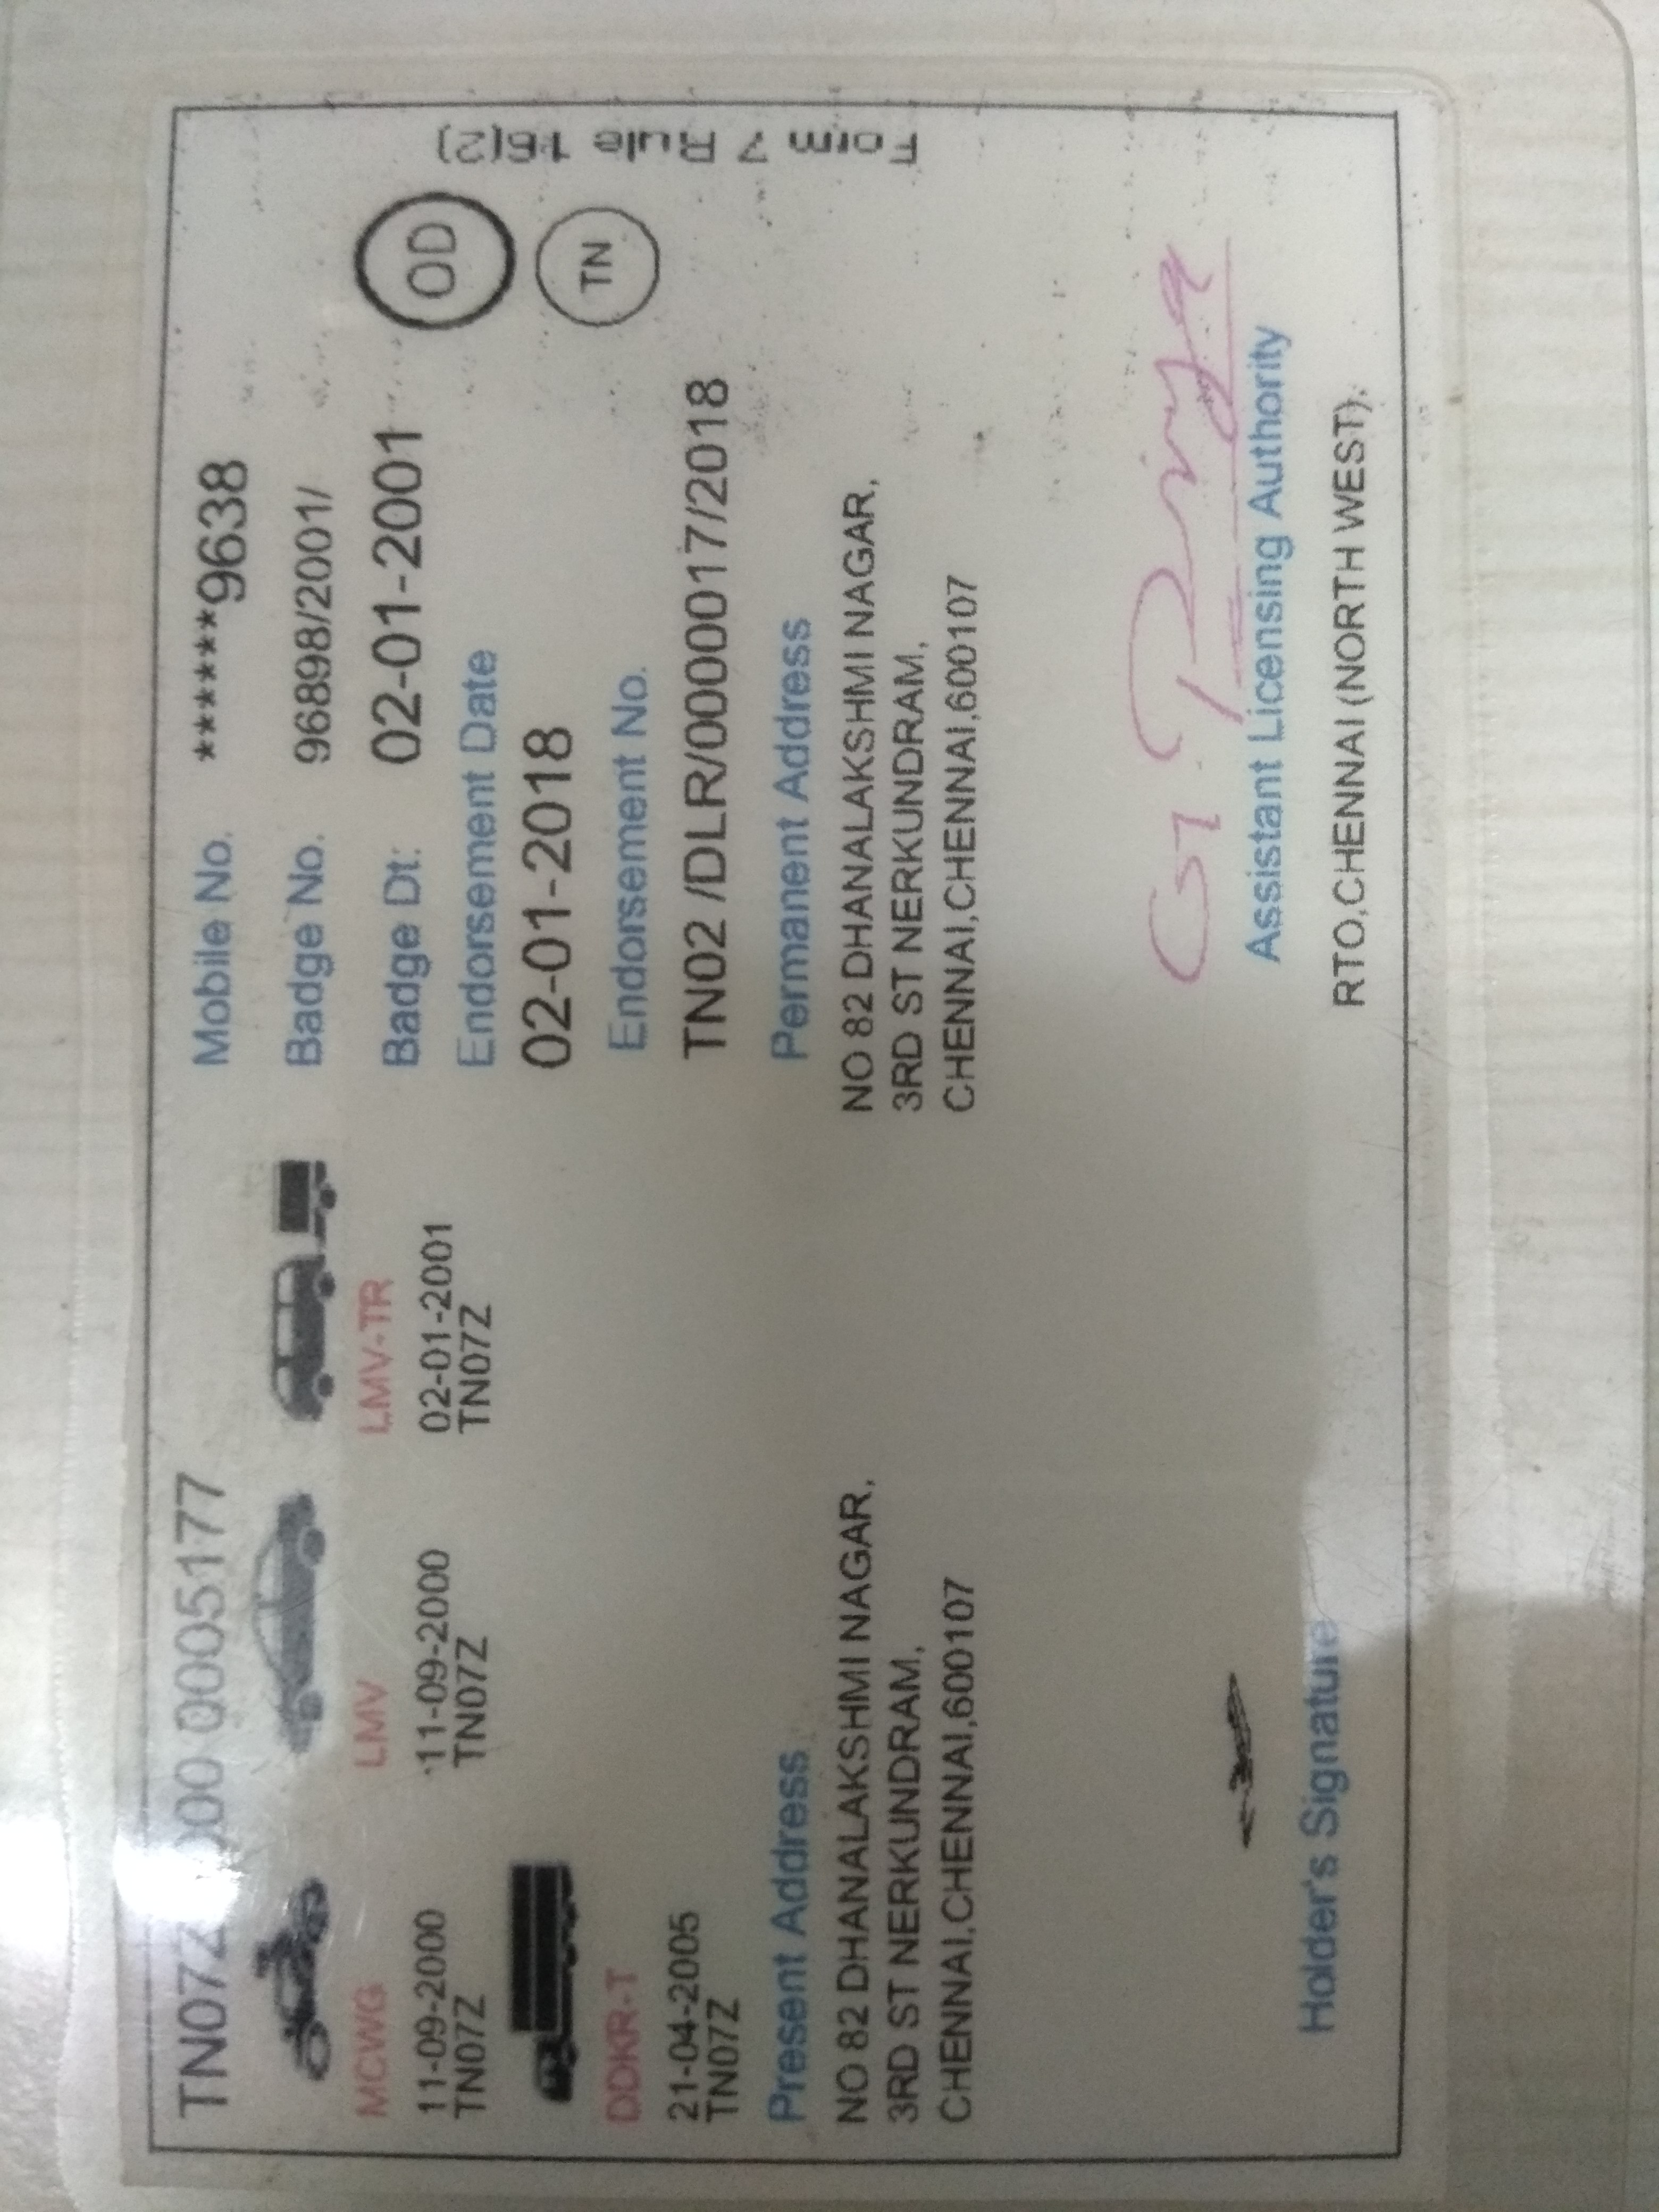 TN07Z 00 0005177
MCWG
11-09-2000
TN07Z
LMV
11-09-2000
TN07Z
LMV-TR
02-01-2001
TN07Z
DDKR-T
21-04-2005
TN07Z
Present Address
NO 82 DHANALAKSHMI NAGAR,
3RD ST NERKUNDRAM,
CHENNAI,CHENNAI,600107
Holder's Signature
Mobile No. ******9638
Badge No. 96898/2001/
Badge Dt: 02-01-2001
Endorsement Date
02-01-2018
Endorsement No.
TN02 /DLR/0000017/2018
Permanent Address
NO 82 DHANALAKSHMI NAGAR,
3RD ST NERKUNDRAM,
CHENNAI,CHENNAI,600107
Assistant Licensing Authority
RTO,CHENNAI (NORTH WEST).
OD
TN
Form 7 Rule 16(2)